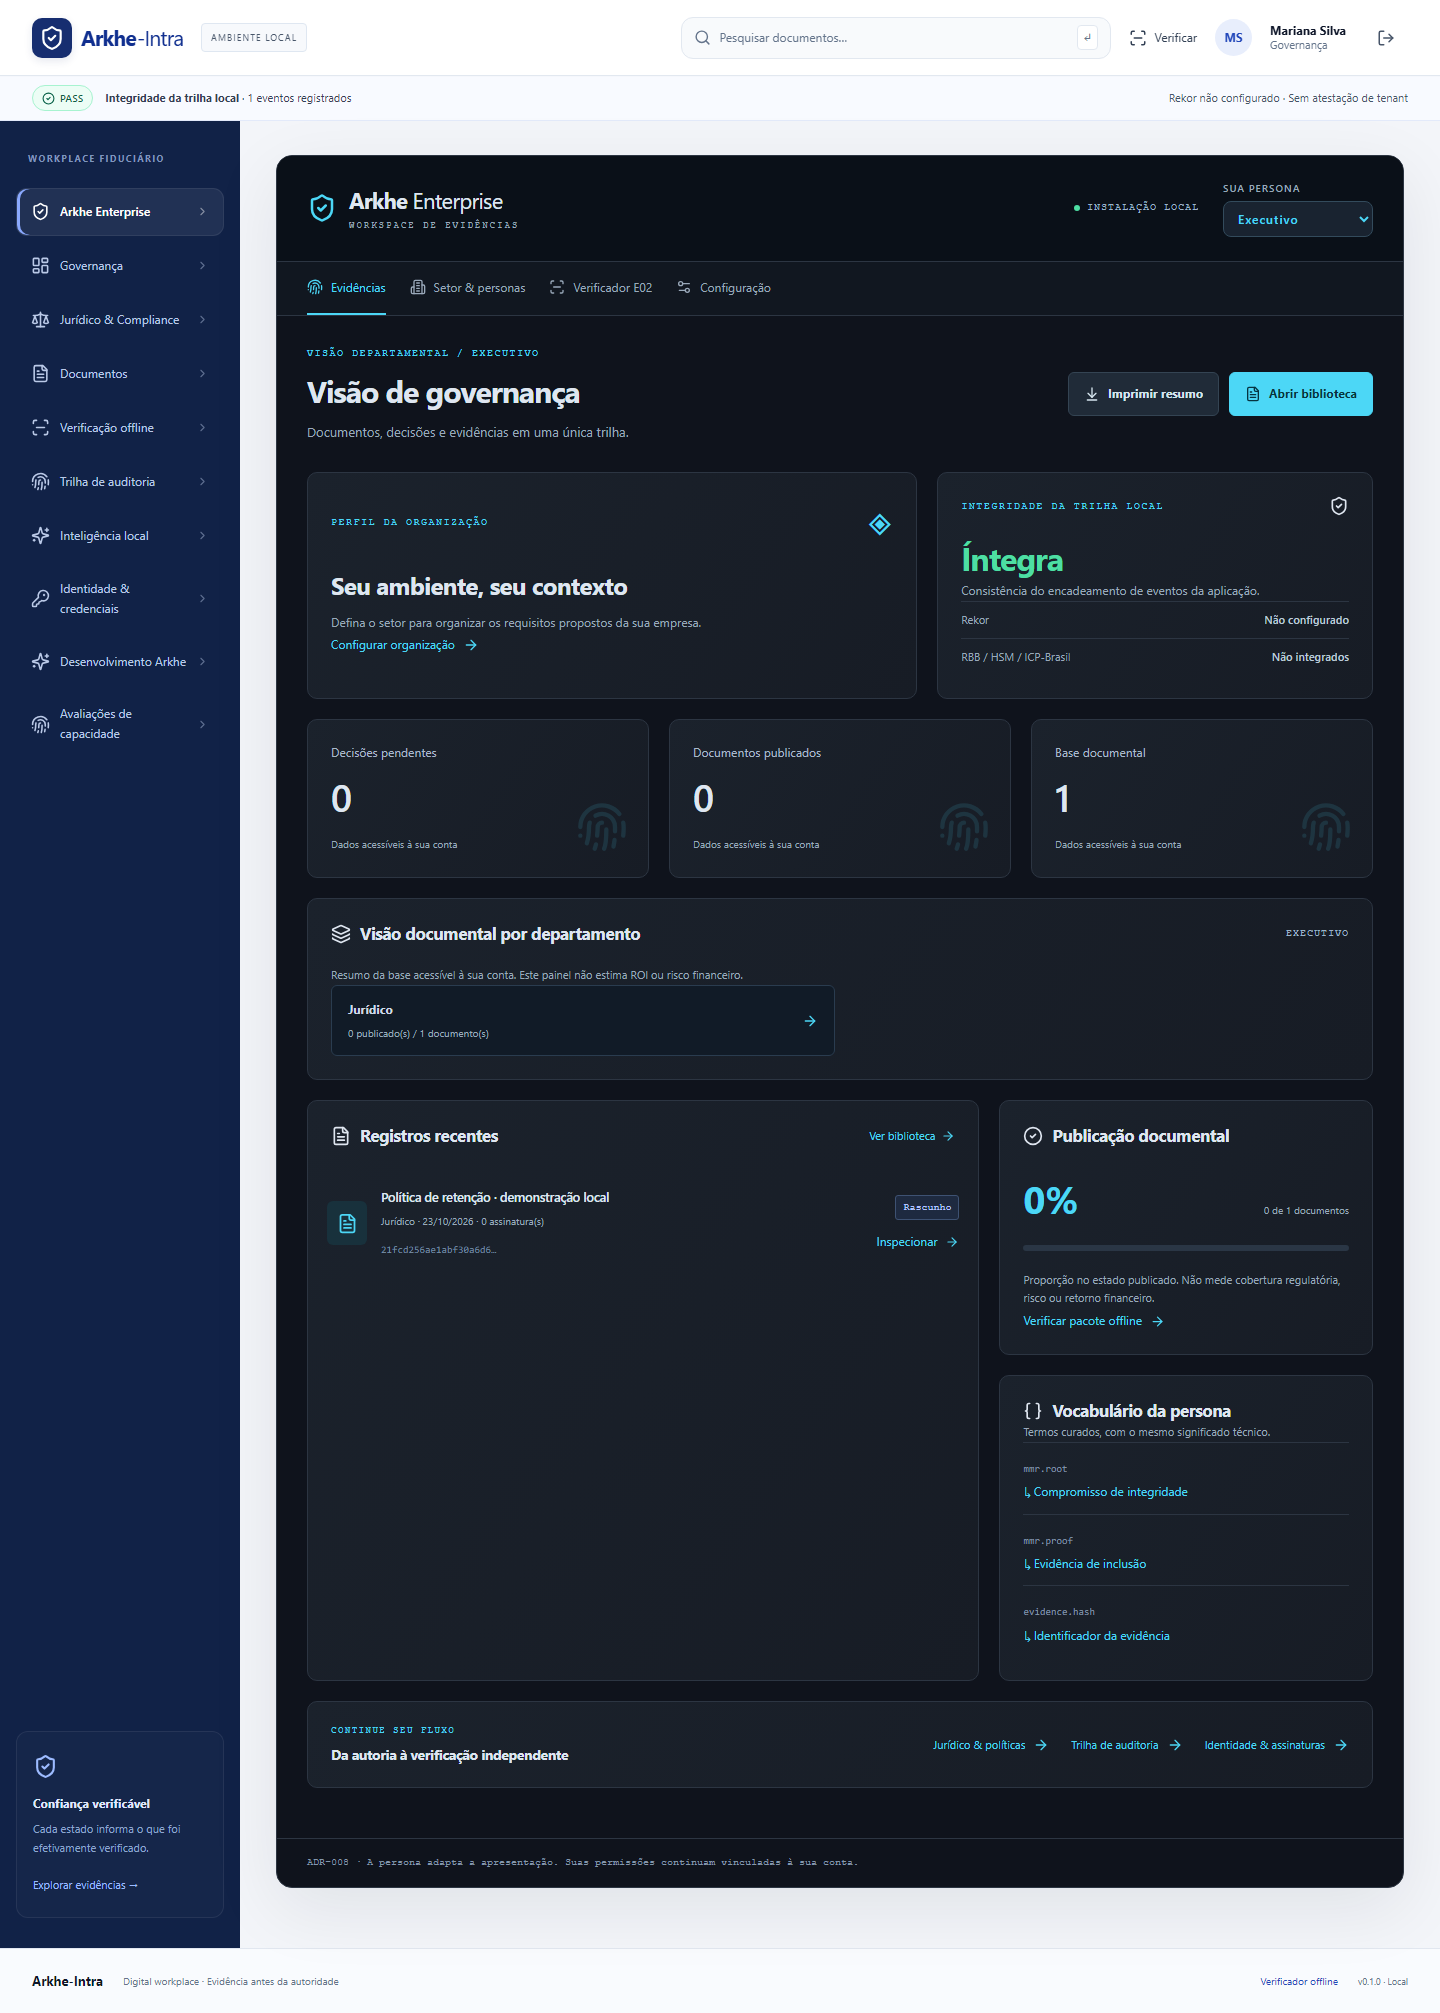 Arkhe-Intra
AMBIENTE LOCAL
Pesquisar documentos...
↵
Verificar
MS
Mariana Silva
Governança
PASS
Integridade da trilha local · 1 eventos registrados
Rekor não configurado · Sem atestação de tenant
WORKPLACE FIDUCIÁRIO
Arkhe Enterprise
Governança
Jurídico & Compliance
Documentos
Verificação offline
Trilha de auditoria
Inteligência local
Identidade &
credenciais
Desenvolvimento Arkhe
Avaliações de
capacidade
Confiança verificável
Cada estado informa o que foi
efetivamente verificado.
Explorar evidências →
Arkhe Enterprise
WORKSPACE DE EVIDÊNCIAS
INSTALAÇÃO LOCAL
SUA PERSONA
Executivo
Evidências
Setor & personas
Verificador E02
Configuração
VISÃO DEPARTAMENTAL / EXECUTIVO
Visão de governança
Documentos, decisões e evidências em uma única trilha.
Imprimir resumo
Abrir biblioteca
PERFIL DA ORGANIZAÇÃO
Seu ambiente, seu contexto
Defina o setor para organizar os requisitos propostos da sua empresa.
Configurar organização →
INTEGRIDADE DA TRILHA LOCAL
Íntegra
Consistência do encadeamento de eventos da aplicação.
Rekor
Não configurado
RBB / HSM / ICP-Brasil
Não integrados
Decisões pendentes
0
Dados acessíveis à sua conta
Documentos publicados
0
Dados acessíveis à sua conta
Base documental
1
Dados acessíveis à sua conta
Visão documental por departamento
EXECUTIVO
Resumo da base acessível à sua conta. Este painel não estima ROI ou risco financeiro.
Jurídico
0 publicado(s) / 1 documento(s)
Registros recentes
Ver biblioteca →
Política de retenção · demonstração local
Jurídico · 23/10/2026 · 0 assinatura(s)
21fcd256ae1abf30a6d6…
Rascunho
Inspecionar →
Publicação documental
0%
0 de 1 documentos
Proporção no estado publicado. Não mede cobertura regulatória,
risco ou retorno financeiro.
Verificar pacote offline →
Vocabulário da persona
Termos curados, com o mesmo significado técnico.
mmr.root
↳ Compromisso de integridade
mmr.proof
↳ Evidência de inclusão
evidence.hash
↳ Identificador da evidência
CONTINUE SEU FLUXO
Da autoria à verificação independente
Jurídico & políticas →
Trilha de auditoria →
Identidade & assinaturas →
ADR-008 · A persona adapta a apresentação. Suas permissões continuam vinculadas à sua conta.
Arkhe-Intra
Digital workplace · Evidência antes da autoridade
Verificador offline
v0.1.0 · Local